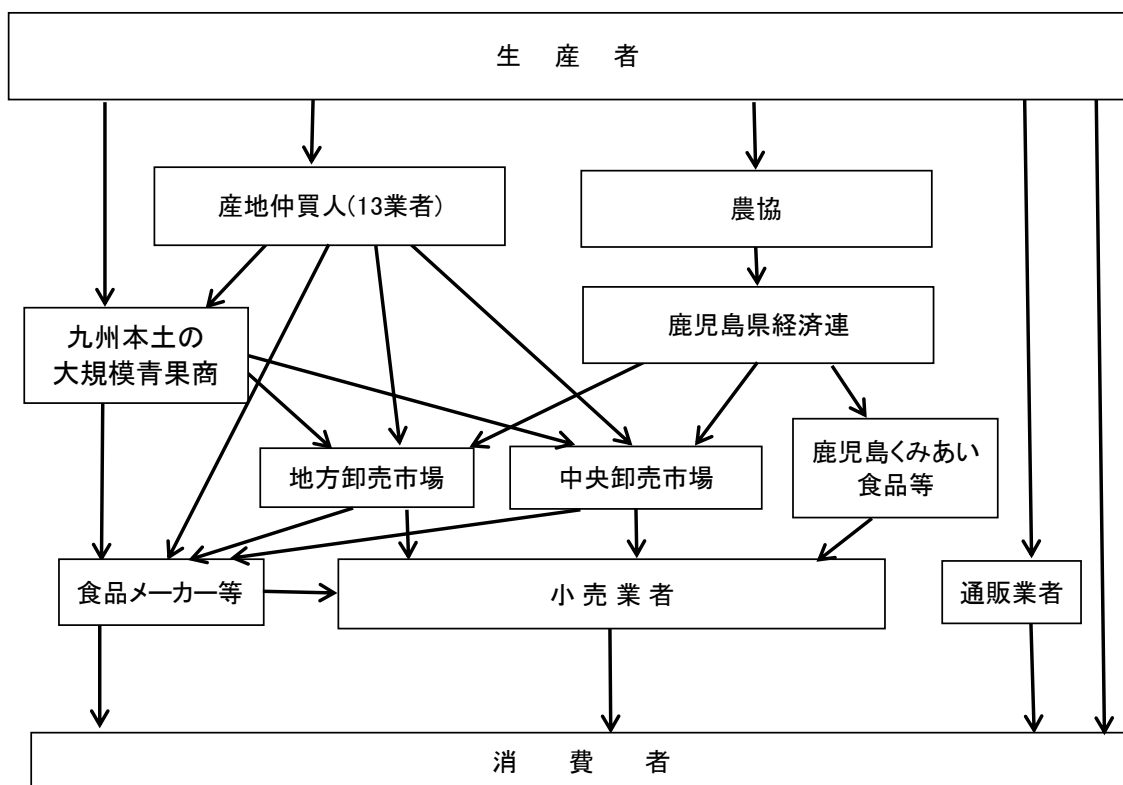 生 産 者
産地仲買人(13業者)
農協
九州本土の
大規模青果商
鹿児島県経済連
地方卸売市場
中央卸売市場
鹿児島くみあい
食品等
食品メーカー等
小 売 業 者
通販業者
消 費 者